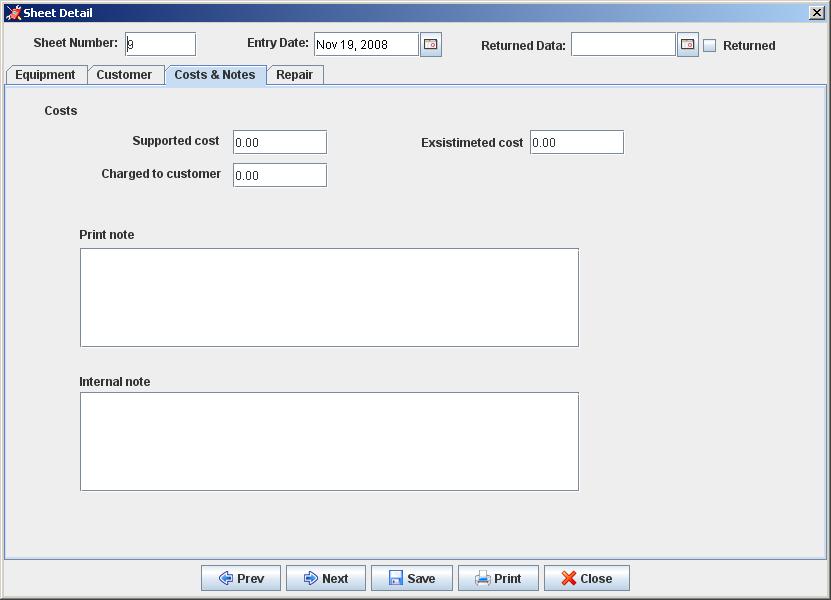 Sheet Detail
Sheet Number: 9 Entry Date: Nov 19, 2008 Returned Data: Returned
Equipment Customer Costs & Notes Repair
Costs
Supported cost 0.00 Exsistimeted cost 0.00
Charged to customer 0.00
Print note
Internal note
Prev Next Save Print Close